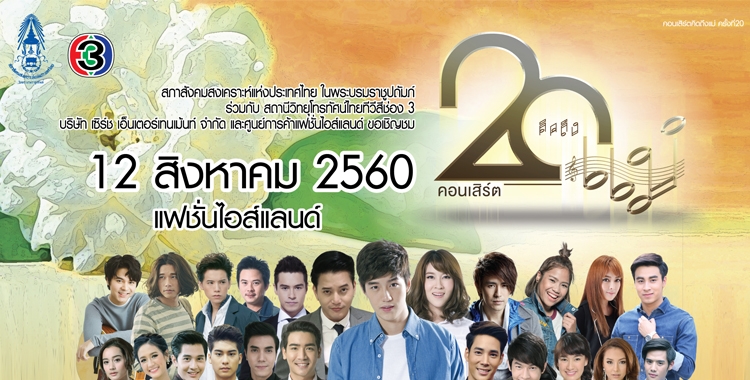 คอนเสิร์ตคิดถึงแม่ ครั้งที่20
3
สภาสังคมสงเคราะห์แห่งประเทศไทย ในพระบรมราชูปถัมภ์
ร่วมกับ สถานีวิทยุโทรทัศน์ไทยทีวีสีช่อง 3
บริษัท เซิร์ช เอ็นเตอร์เทนเม้นท์ จำกัด และศูนย์การค้าแฟชั่นไอส์แลนด์ ขอเชิญชม
20
คิดถึง
คอนเสิร์ต
12 สิงหาคม 2560
แฟชั่นไอส์แลนด์